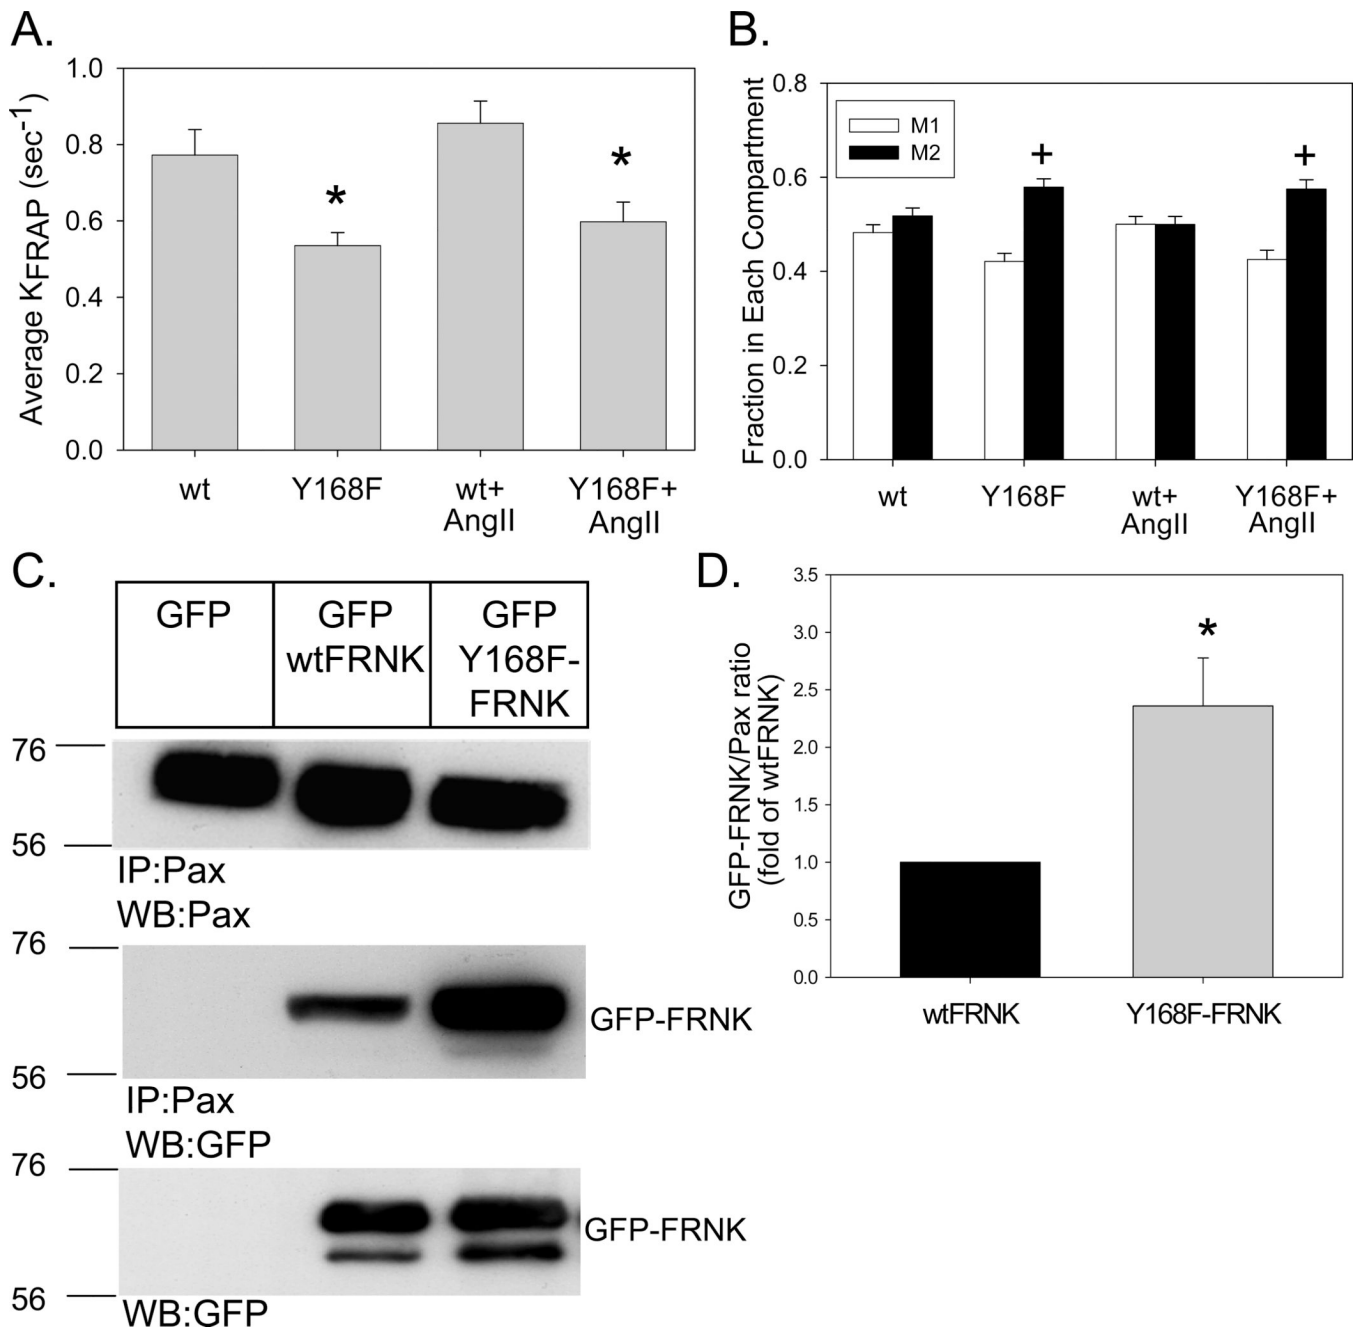 A.
Average KFRAP (sec-1)
1.0
0.8
0.6
0.4
0.2
0.0
*
*
wt
Y168F
wt+
AngII
Y168F+
AngII
B.
Fraction in Each Compartment
0.8
0.6
0.4
0.2
0.0
M1
M2
+
+
wt
Y168F
wt+
AngII
Y168F+
AngII
C.
GFP
GFP
wtFRNK
GFP
Y168F-
FRNK
76
56
IP:Pax
WB:Pax
76
GFP-FRNK
56
IP:Pax
WB:GFP
76
GFP-FRNK
56
WB:GFP
D.
GFP-FRNK/Pax ratio
(fold of wtFRNK)
3.5
3.0
2.5
2.0
1.5
1.0
0.5
0.0
*
wtFRNK
Y168F-FRNK